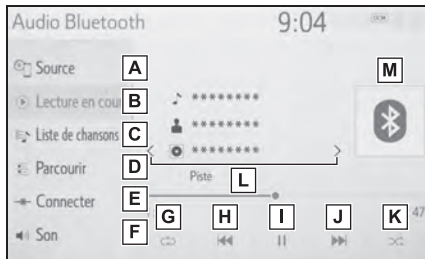 Audio Bluetooth 9:04
Source A
M
Lecture en cou B
********
Liste de chansons C
********
********
Parcourir D
Piste L
Connecter E
47
G H I J K
Son F